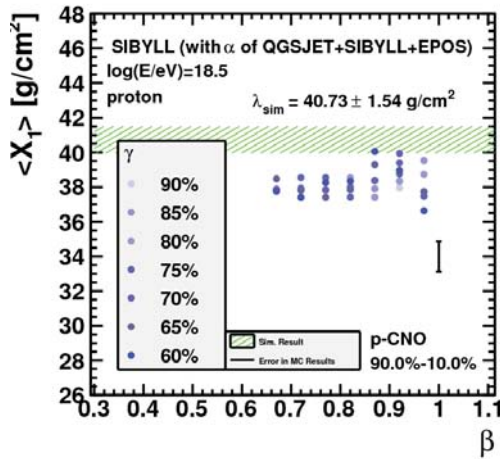 48
46
44
42
40
38
36
34
32
30
28
26
<X₁> [g/cm²]
SIBYLL (with α of QGSJET+SIBYLL+EPOS)
log(E/eV)=18.5
proton
λsim = 40.73 ± 1.54 g/cm²
γ
90%
85%
80%
75%
70%
65%
60%
Sim. Result
Error in MC Results
p-CNO
90.0%-10.0%
0.3 0.4 0.5 0.6 0.7 0.8 0.9 1 1.1
β